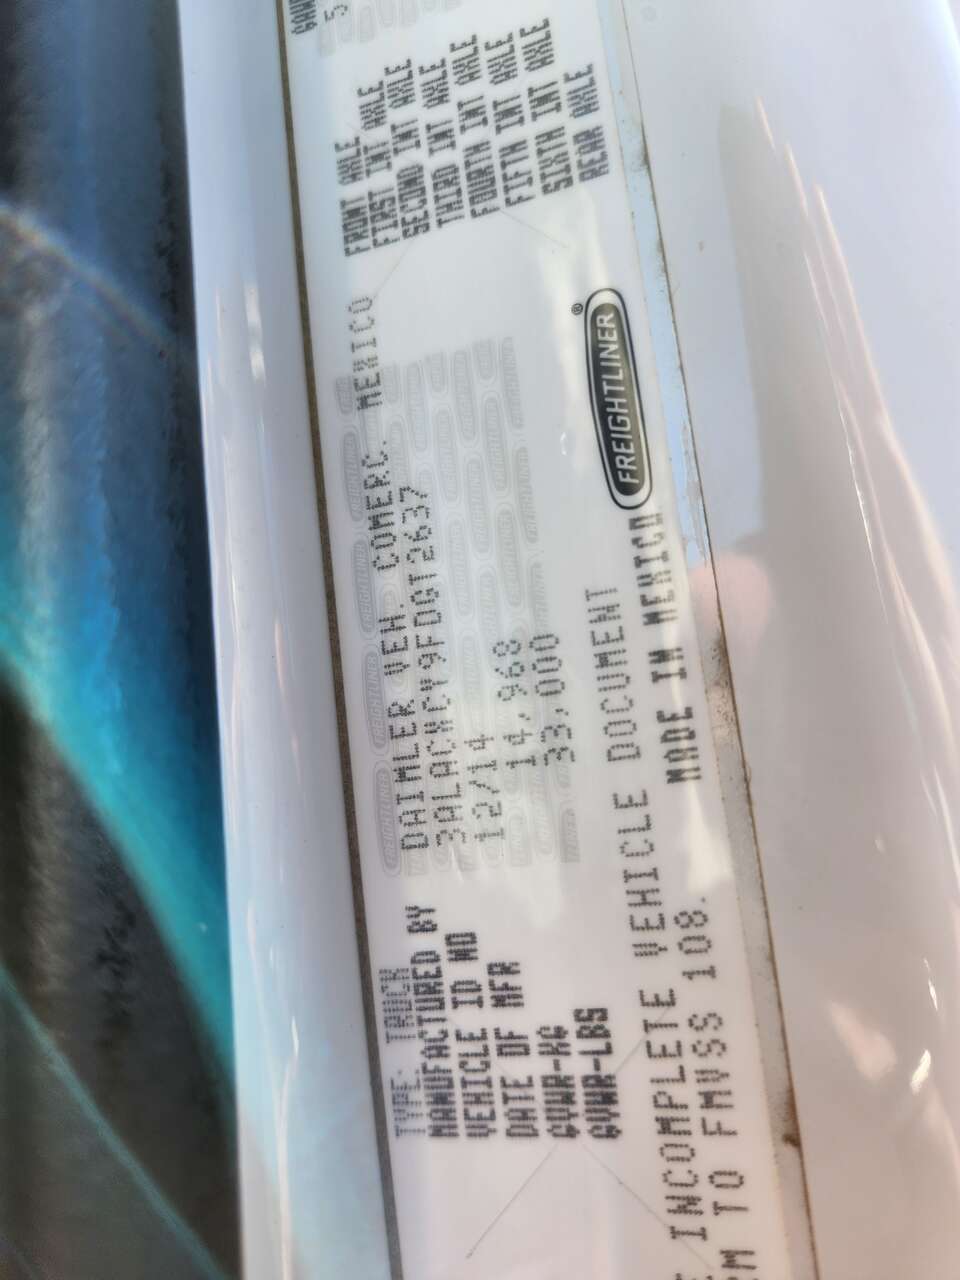 TYPE: TRUCK
MANUFACTURED BY DAIMLER VEH. COMERC. MEXICO
VEHICLE ID NO 3ALACXCY9FDGT2637
DATE OF MFR 12/14
GVWR-KG 14,968
GVWR-LBS 33,000
INCOMPLETE VEHICLE DOCUMENT
TO FMVSS 108.
MADE IN MEXICO
FREIGHTLINER®
FRONT AXLE
FIRST INT AXLE
SECOND INT AXLE
THIRD INT AXLE
FOURTH INT AXLE
FIFTH INT AXLE
SIXTH INT AXLE
REAR AXLE